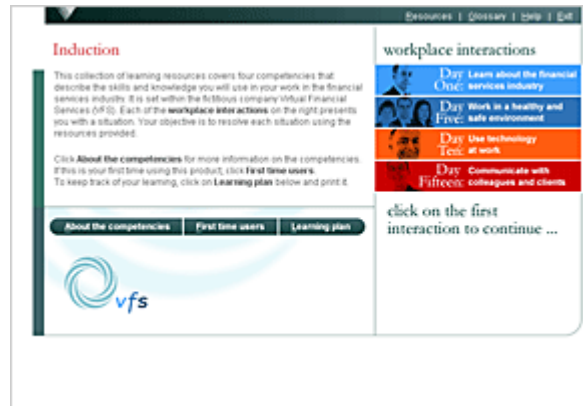 Resources | Glossary | Help | Exit
Induction
This collection of learning resources covers four competencies that
describe the skills and knowledge you will use in your work in the financial
services industry. It is set within the fictitious company Virtual Financial
Services (VFS). Each of the workplace interactions on the right presents
you with a situation. Your objective is to resolve each situation using the
resources provided.
Click About the competencies for more information on the competencies.
If this is your first time using this product, click first time users.
To keep track of your learning, click on Learning plan below and print it.
About the competencies | First time users | Learning plan
vfs
workplace interactions
Day One: Learn about the financial services industry
Day Five: Work in a healthy and safe environment
Day Ten: Use technology at work
Day Fifteen: Communicate with colleagues and clients
click on the first
interaction to continue ...